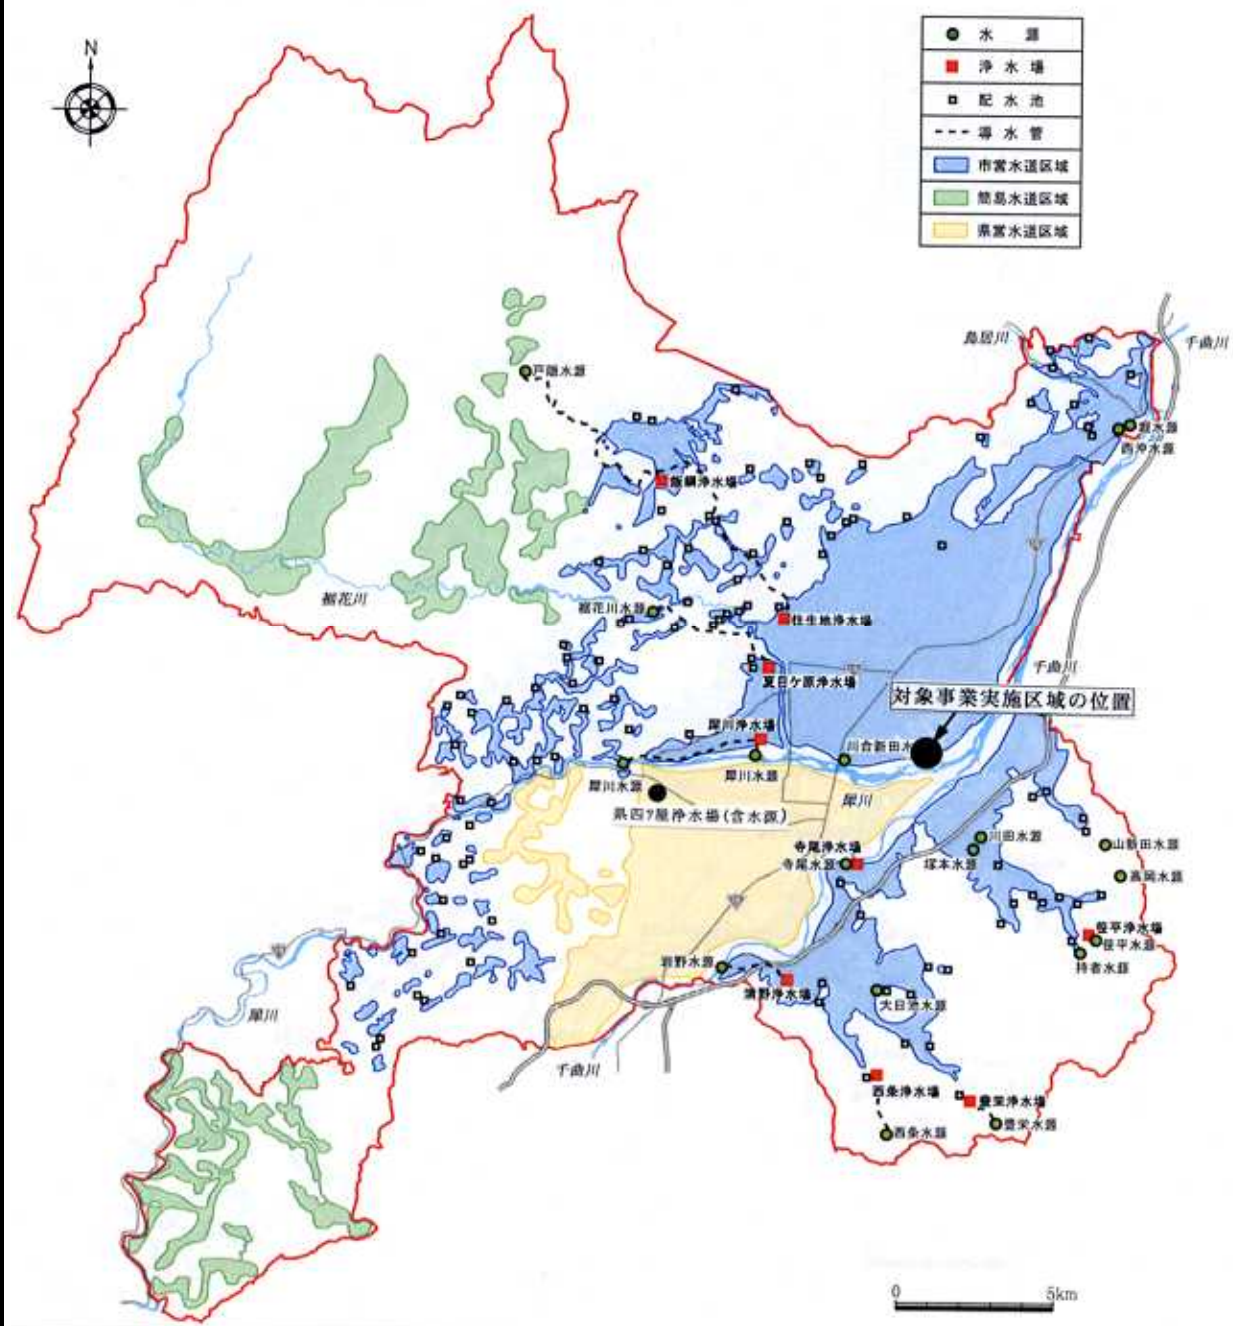 N
水源
浄水場
配水池
導水管
市営水道区域
簡易水道区域
県営水道区域
鳥居川
千曲川
戸隠水源
西沖水源
飯綱浄水場
裾花川
裾花川水源
往生地浄水場
夏目ケ原浄水場
千曲川
対象事業実施区域の位置
犀川浄水場
川合新田水
犀川水源
犀川水源
犀川
県四ツ屋浄水場(含水源)
寺尾浄水場
寺尾水源
川田水源
塚本水源
山新田水源
高岡水源
笹平浄水場
笹平水源
持者水源
岩野水源
清野浄水場
大日池水源
犀川
千曲川
西条浄水場
豊栄浄水場
豊栄水源
西条水源
0
5km